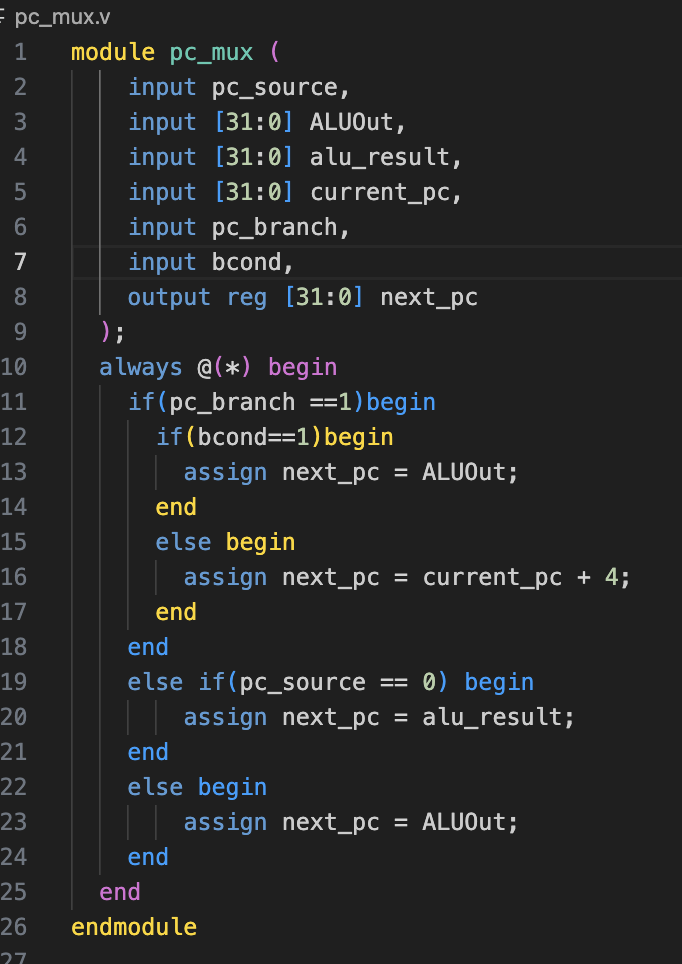 pc_mux.v
1 module pc_mux (
2 input pc_source,
3 input [31:0] ALUOut,
4 input [31:0] alu_result,
5 input [31:0] current_pc,
6 input pc_branch,
7 input bcond,
8 output reg [31:0] next_pc
9 );
10 always @(*) begin
11 if(pc_branch ==1)begin
12 if(bcond==1)begin
13 assign next_pc = ALUOut;
14 end
15 else begin
16 assign next_pc = current_pc + 4;
17 end
18 end
19 else if(pc_source == 0) begin
20 assign next_pc = alu_result;
21 end
22 else begin
23 assign next_pc = ALUOut;
24 end
25 end
26 endmodule
27